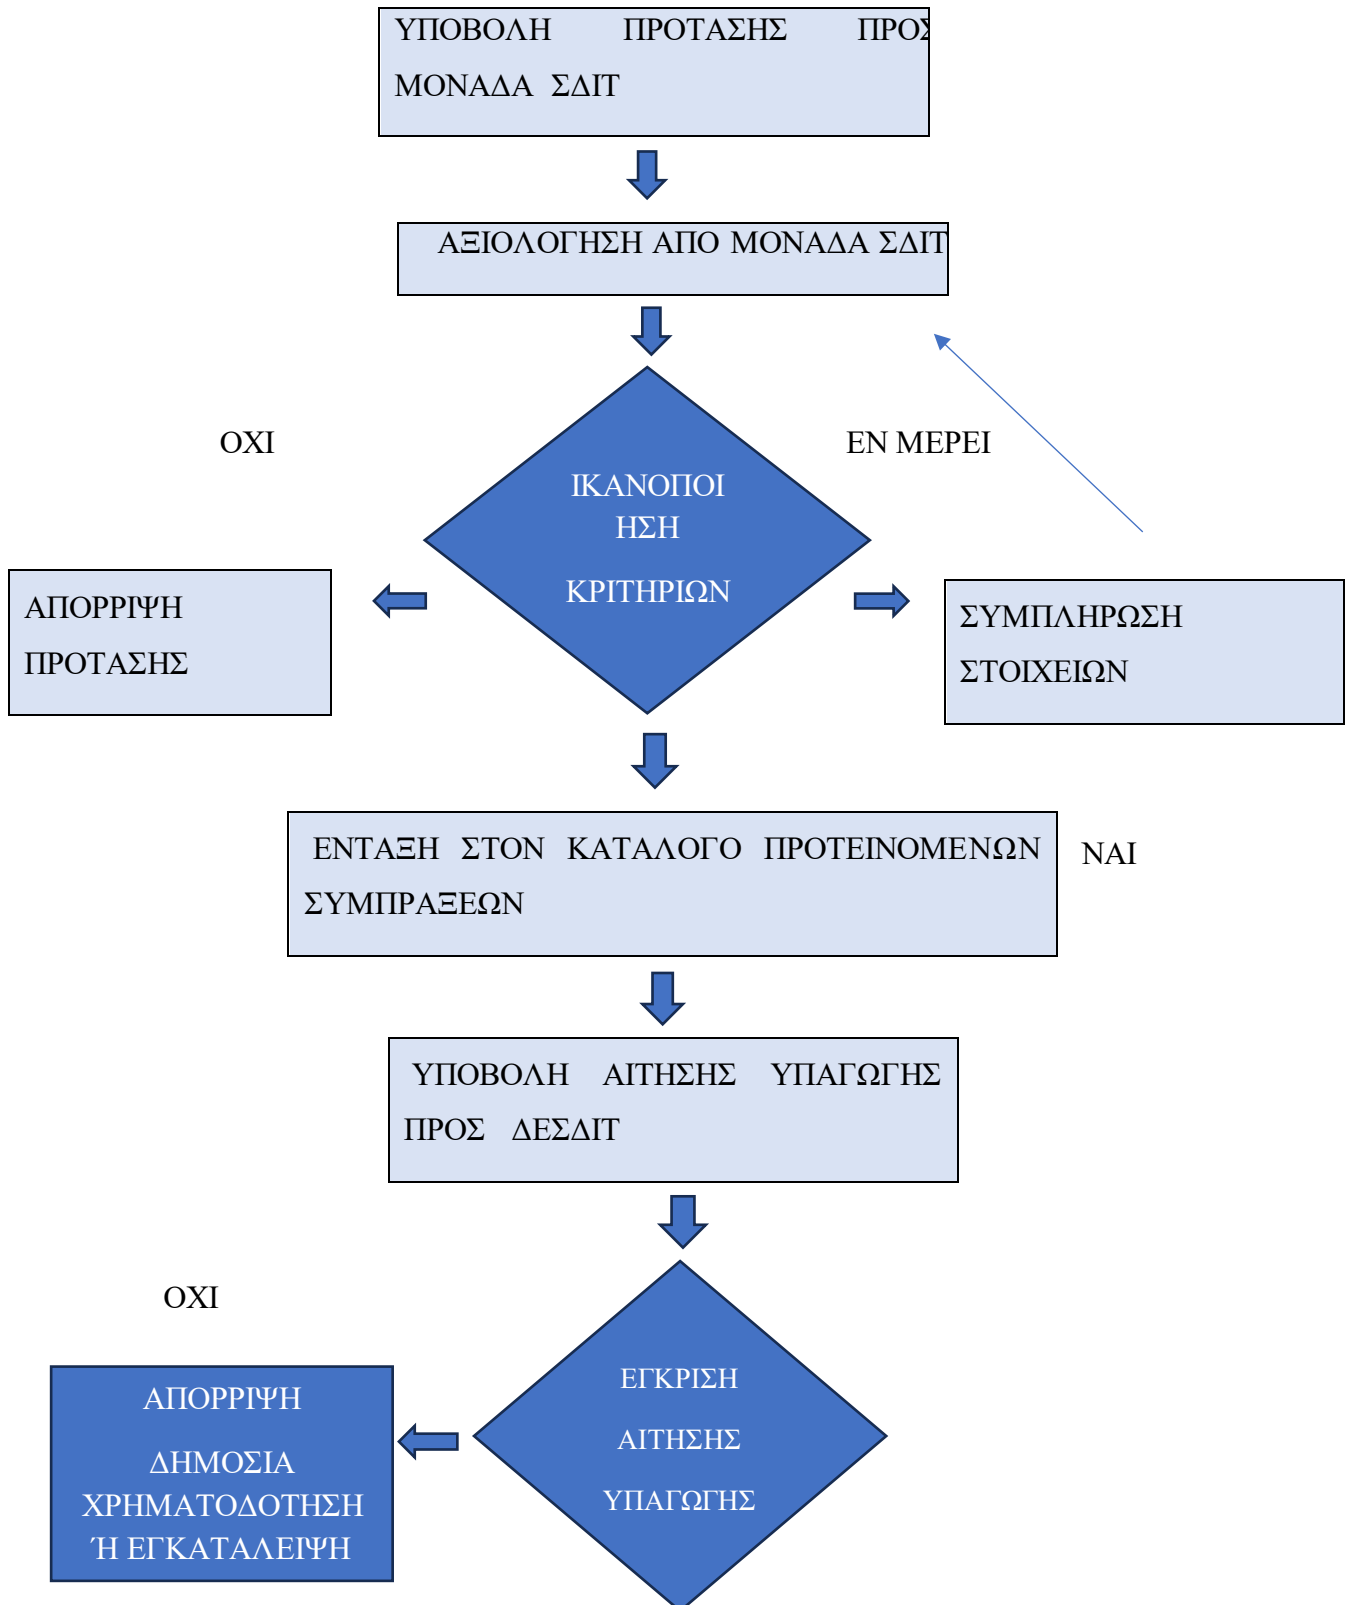 ΥΠΟΒΟΛΗ ΠΡΟΤΑΣΗΣ ΠΡΟΣ
ΜΟΝΑΔΑ ΣΔΙΤ
ΑΞΙΟΛΟΓΗΣΗ ΑΠΟ ΜΟΝΑΔΑ ΣΔΙΤ
ΟΧΙ
ΕΝ ΜΕΡΕΙ
ΙΚΑΝΟΠΟΙ
ΗΣΗ
ΚΡΙΤΗΡΙΩΝ
ΑΠΟΡΡΙΨΗ
ΠΡΟΤΑΣΗΣ
ΣΥΜΠΛΗΡΩΣΗ
ΣΤΟΙΧΕΙΩΝ
ΕΝΤΑΞΗ ΣΤΟΝ ΚΑΤΑΛΟΓΟ ΠΡΟΤΕΙΝΟΜΕΝΩΝ
ΣΥΜΠΡΑΞΕΩΝ
ΝΑΙ
ΥΠΟΒΟΛΗ ΑΙΤΗΣΗΣ ΥΠΑΓΩΓΗΣ
ΠΡΟΣ ΔΕΣΔΙΤ
ΟΧΙ
ΕΓΚΡΙΣΗ
ΑΙΤΗΣΗΣ
ΥΠΑΓΩΓΗΣ
ΑΠΟΡΡΙΨΗ
ΔΗΜΟΣΙΑ
ΧΡΗΜΑΤΟΔΟΤΗΣΗ
Ή ΕΓΚΑΤΑΛΕΙΨΗ